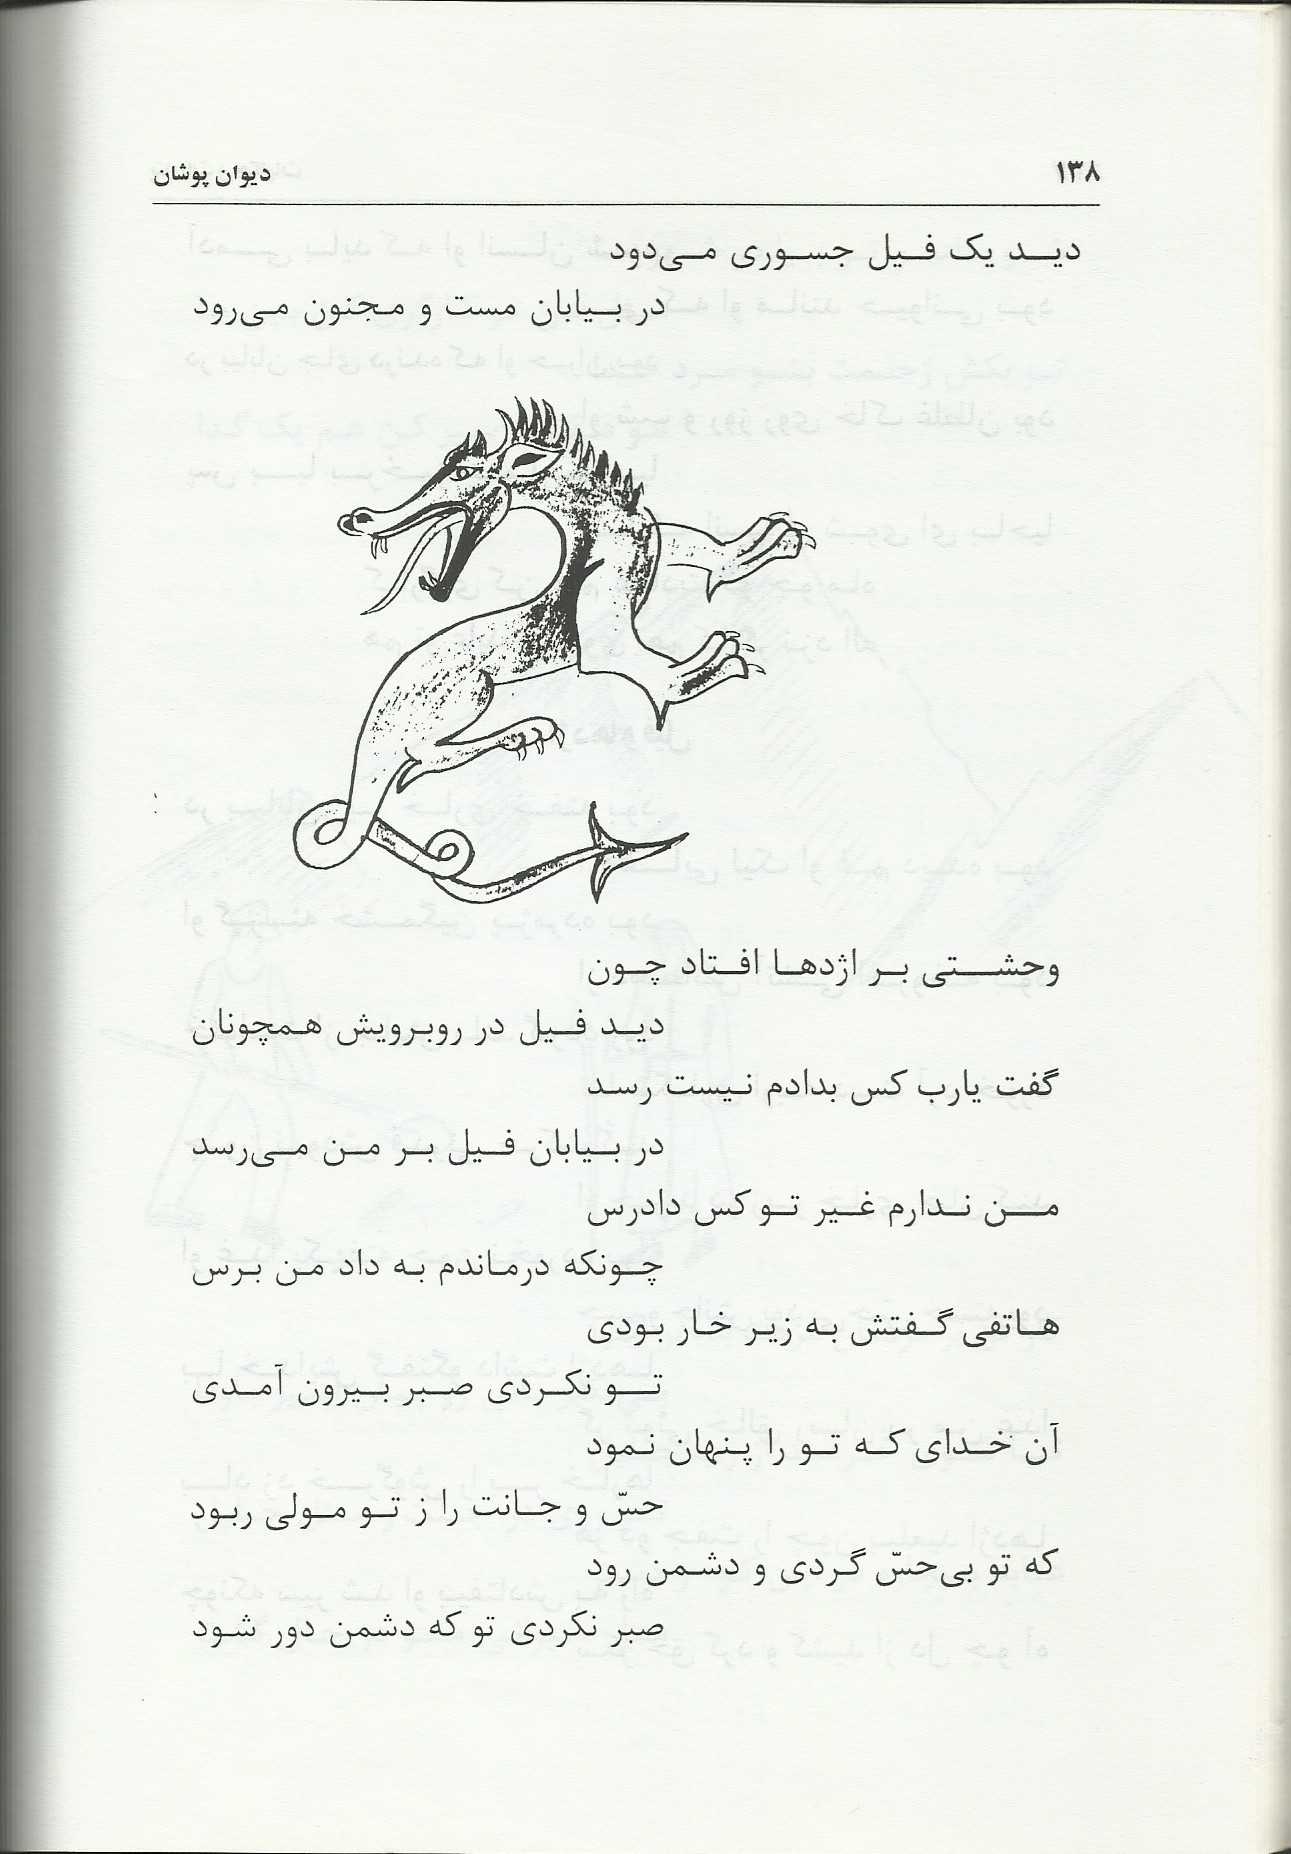 ۱۳۸
دیوان پوشان
دید یک فیل جسوری می‌دود
در بیابان مست و مجنون می‌رود
وحشتی بر اژدها افتاد چون
دید فیل در روبرویش همچونان
گفت یارب کس بدادم نیست رسد
در بیابان فیل بر من می‌رسد
من ندارم غیر تو کس دادرس
چونکه درماندم به داد من برس
هاتفی گفتش به زیر خار بودی
تو نکردی صبر بیرون آمدی
آن خدای که تو را پنهان نمود
حسّ و جانت را ز تو مولی ربود
که تو بی‌حسّ گردی و دشمن رود
صبر نکردی تو که دشمن دور شود